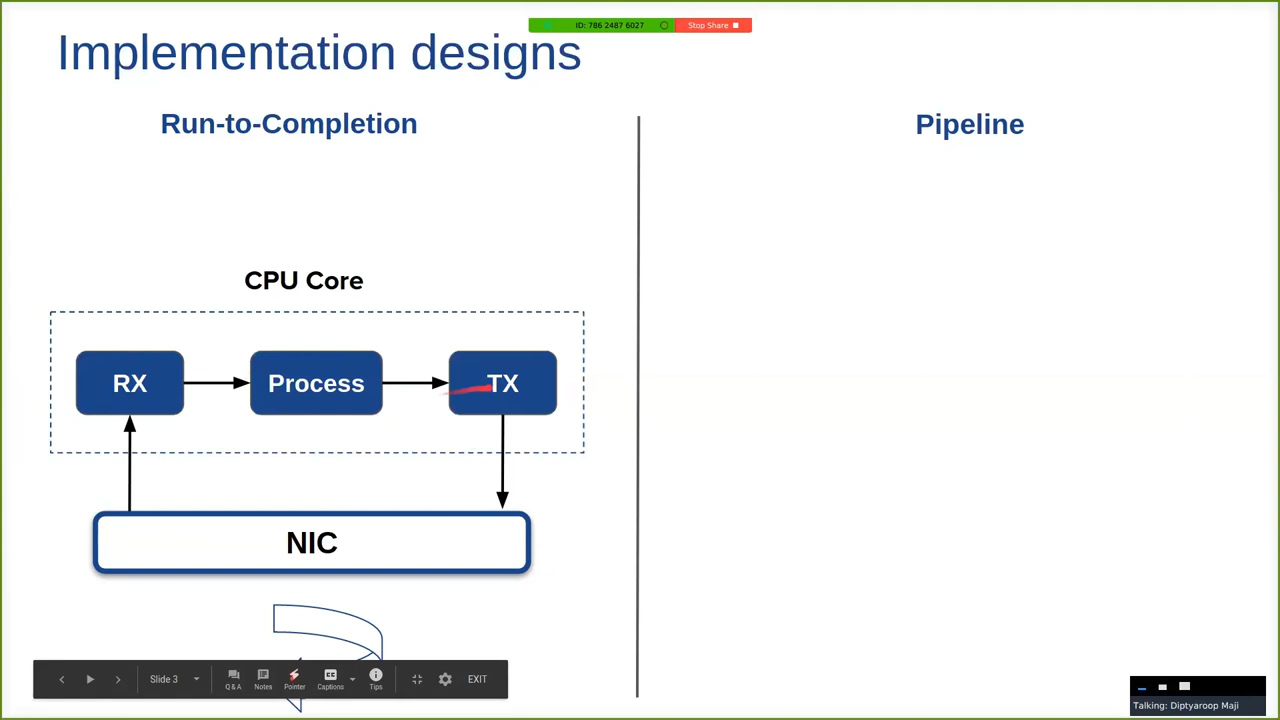 ID: 786 2487 6027
Stop Share
Implementation designs
Run-to-Completion
Pipeline
CPU Core
RX
Process
TX
NIC
Slide 3
Q & A
Notes
Pointer
CC
Captions
Tips
EXIT
Talking: Diptyaroop Maji